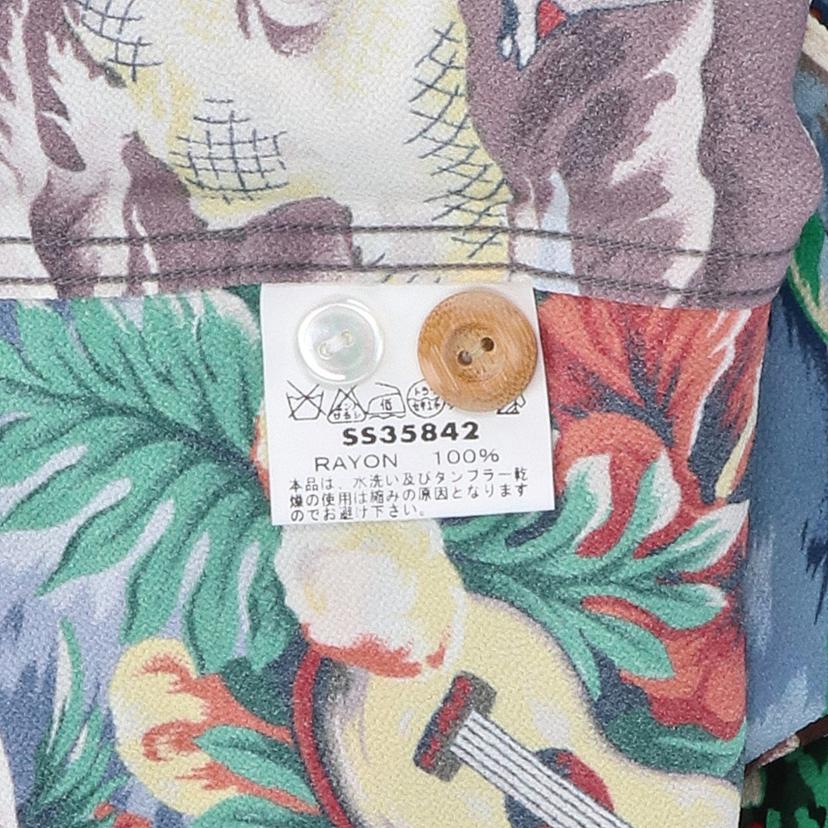 低
SS35842
RAYON 100%
本品は、水洗い及びタンブラー乾
燥の使用は縮みの原因となります
のでお避け下さい。